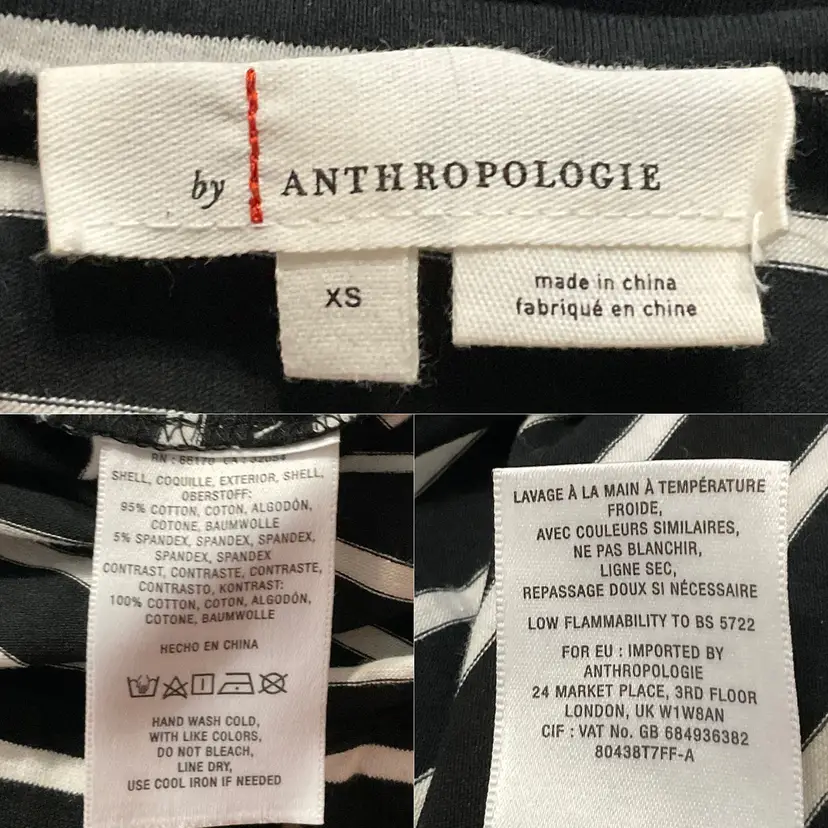 by ANTHROPOLOGIE
XS
made in china
fabriqué en chine
RN : 66170 CA : 32054
SHELL, COQUILLE, EXTERIOR, SHELL,
OBERSTOFF:
95% COTTON, COTON, ALGODÓN,
COTONE, BAUMWOLLE
5% SPANDEX, SPANDEX, SPANDEX,
SPANDEX, SPANDEX
CONTRAST, CONTRASTE, CONTRASTE,
CONTRASTO, KONTRAST:
100% COTTON, COTON, ALGODÓN,
COTONE, BAUMWOLLE
HECHO EN CHINA
HAND WASH COLD,
WITH LIKE COLORS,
DO NOT BLEACH,
LINE DRY,
USE COOL IRON IF NEEDED
LAVAGE À LA MAIN À TEMPÉRATURE
FROIDE,
AVEC COULEURS SIMILAIRES,
NE PAS BLANCHIR,
LIGNE SEC,
REPASSAGE DOUX SI NÉCESSAIRE
LOW FLAMMABILITY TO BS 5722
FOR EU : IMPORTED BY
ANTHROPOLOGIE
24 MARKET PLACE, 3RD FLOOR
LONDON, UK W1W8AN
CIF : VAT No. GB 684936382
80438T7FF-A